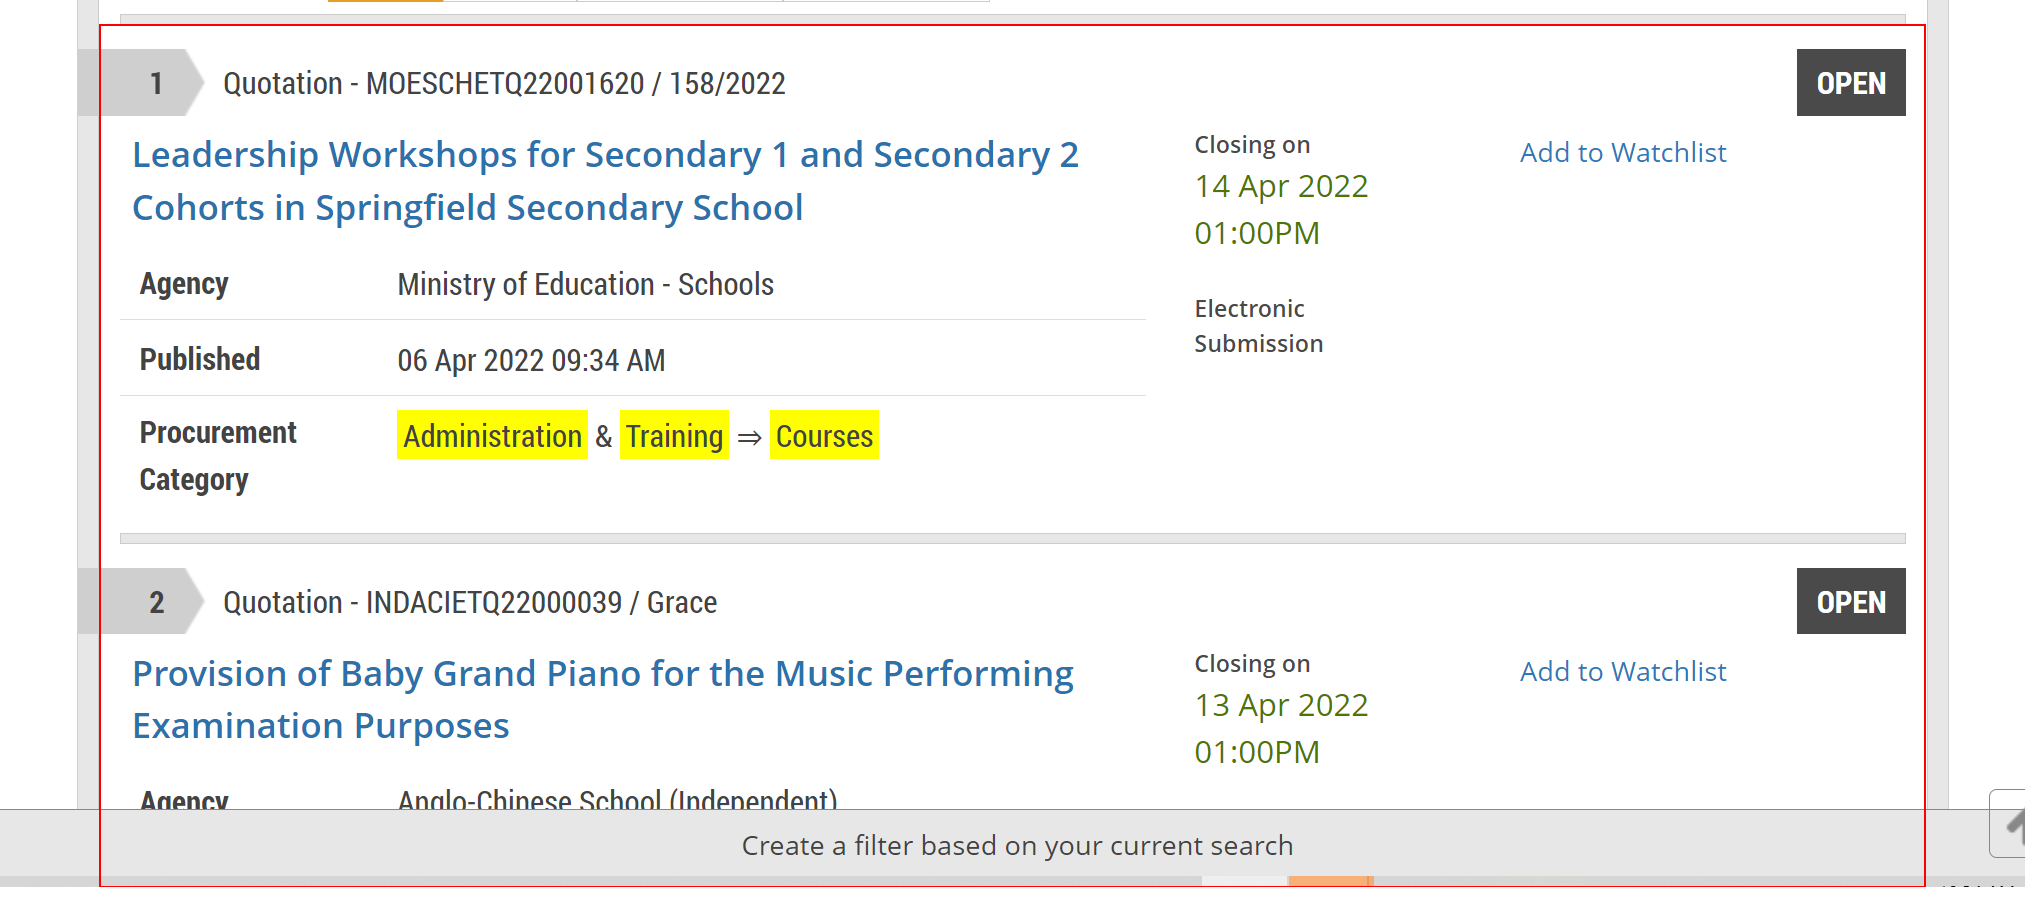 1
Quotation - MOESCHETQ22001620 / 158/2022
OPEN
Leadership Workshops for Secondary 1 and Secondary 2
Cohorts in Springfield Secondary School
Closing on
14 Apr 2022
01:00PM
Electronic
Submission
Add to Watchlist
Agency
Ministry of Education - Schools
Published
06 Apr 2022 09:34 AM
Procurement
Category
Administration & Training ⇒ Courses
2
Quotation - INDACIETQ22000039 / Grace
OPEN
Provision of Baby Grand Piano for the Music Performing
Examination Purposes
Closing on
13 Apr 2022
01:00PM
Add to Watchlist
Agency
Anglo-Chinese School (Independent)
Create a filter based on your current search